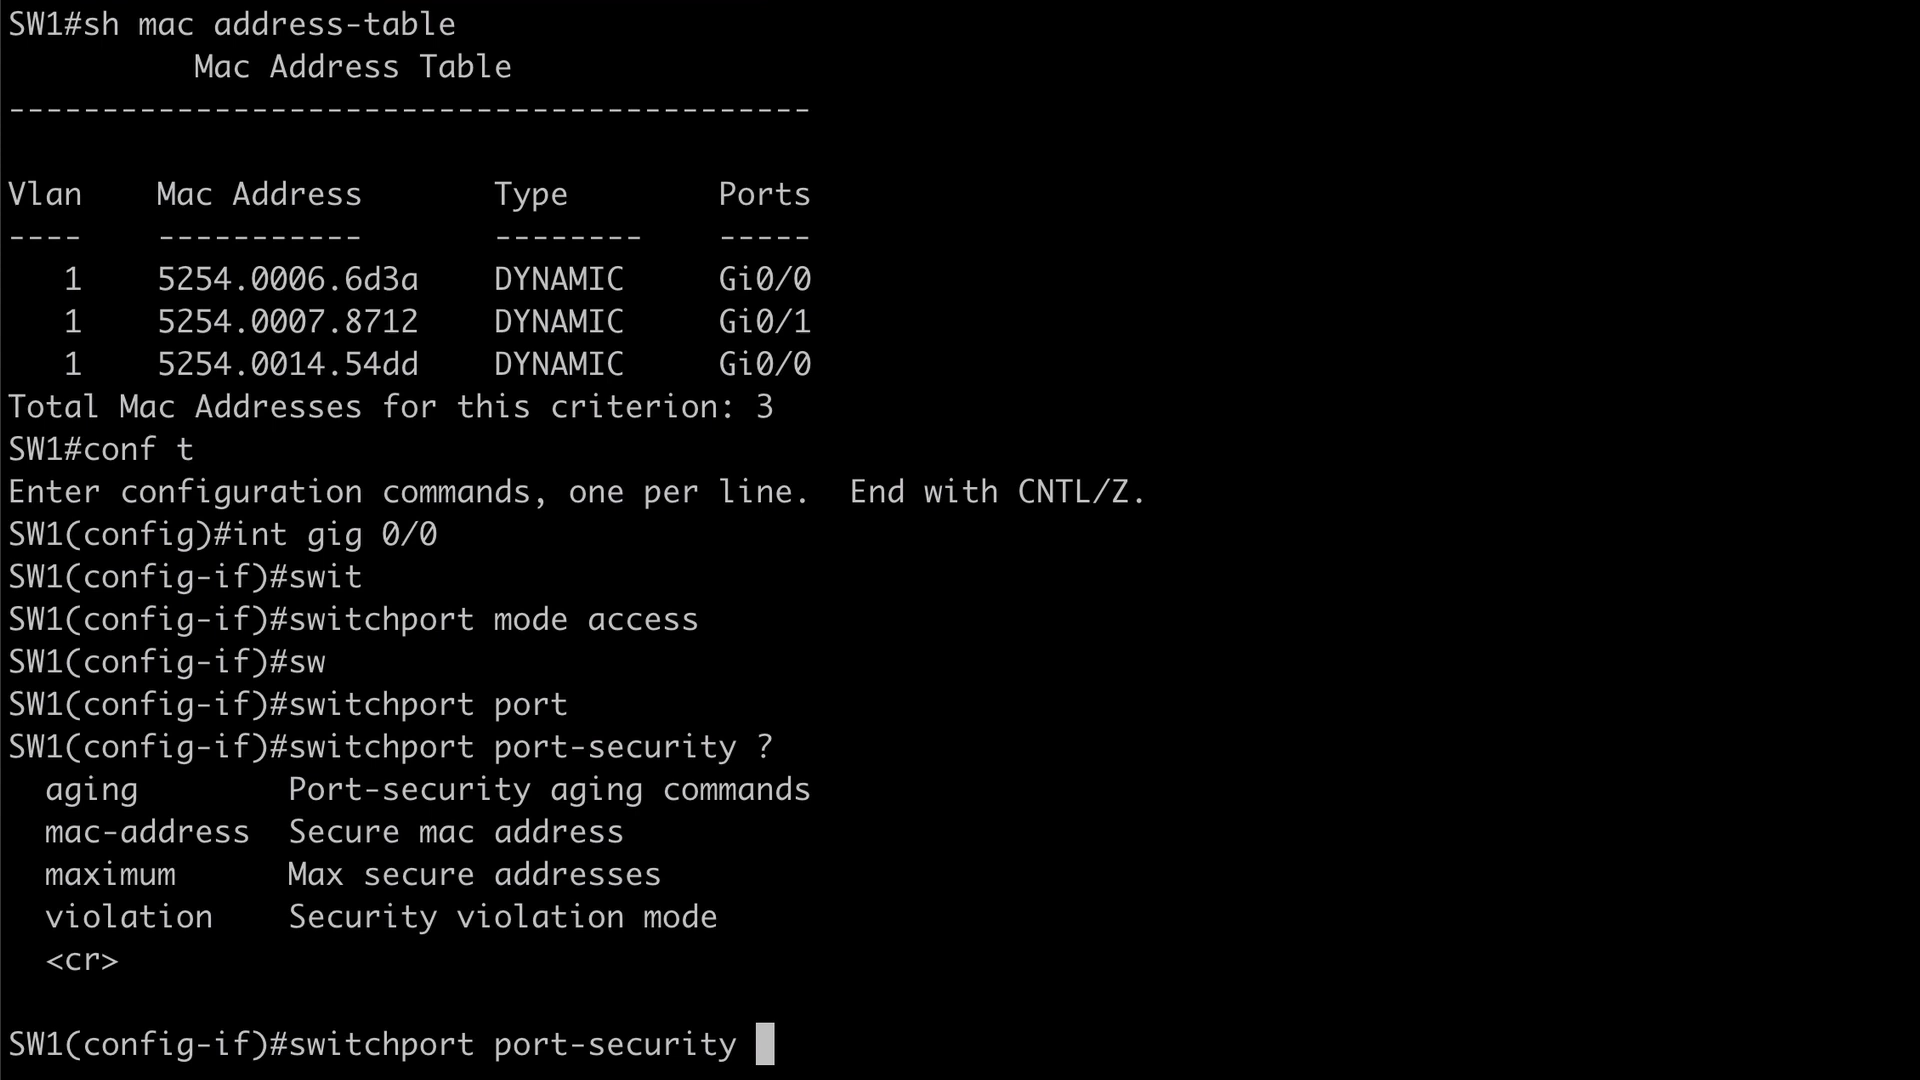 SW1#sh mac address-table
          Mac Address Table
-------------------------------------------

Vlan    Mac Address       Type        Ports
----    -----------       --------    -----
   1    5254.0006.6d3a    DYNAMIC     Gi0/0
   1    5254.0007.8712    DYNAMIC     Gi0/1
   1    5254.0014.54dd    DYNAMIC     Gi0/0
Total Mac Addresses for this criterion: 3
SW1#conf t
Enter configuration commands, one per line.  End with CNTL/Z.
SW1(config)#int gig 0/0
SW1(config-if)#swit
SW1(config-if)#switchport mode access
SW1(config-if)#sw
SW1(config-if)#switchport port
SW1(config-if)#switchport port-security ?
  aging        Port-security aging commands
  mac-address  Secure mac address
  maximum      Max secure addresses
  violation    Security violation mode
  <cr>

SW1(config-if)#switchport port-security